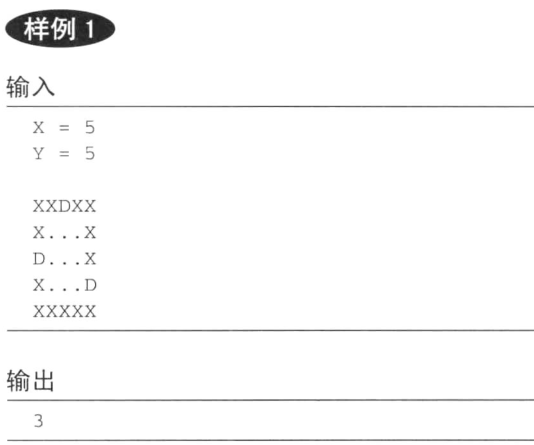 样例 1
输入
X = 5
Y = 5
XXDXX
X...X
D...X
X...D
XXXXX
输出
3